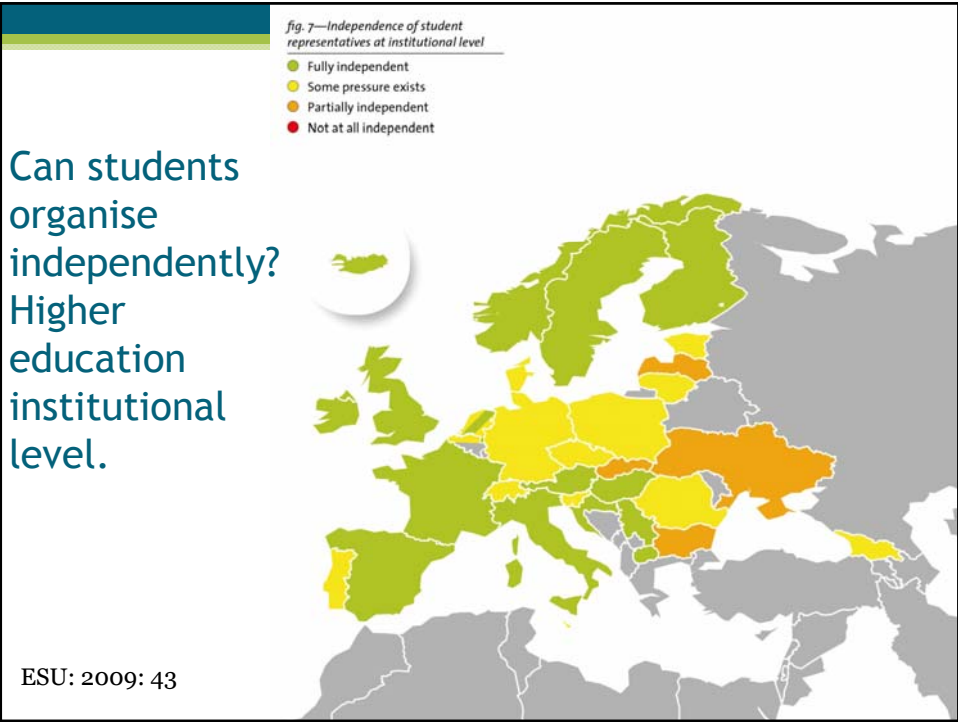 fig. 7—Independence of student
representatives at institutional level
Fully independent
Some pressure exists
Partially independent
Not at all independent
Can students
organise
independently?
Higher
education
institutional
level.
ESU: 2009: 43